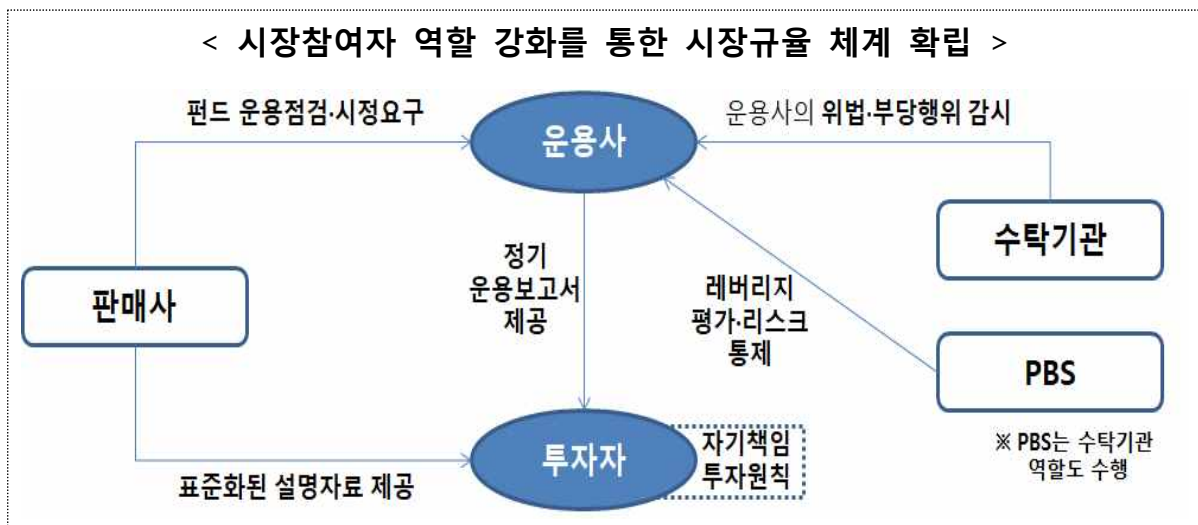 < 시장참여자 역할 강화를 통한 시장규율 체계 확립 >
펀드 운용점검·시정요구
운용사의 위법·부당행위 감시
운용사
수탁기관
정기
운용보고서
제공
레버리지
평가·리스크
통제
판매사
PBS
※ PBS는 수탁기관
역할도 수행
투자자
자기책임
투자원칙
표준화된 설명자료 제공